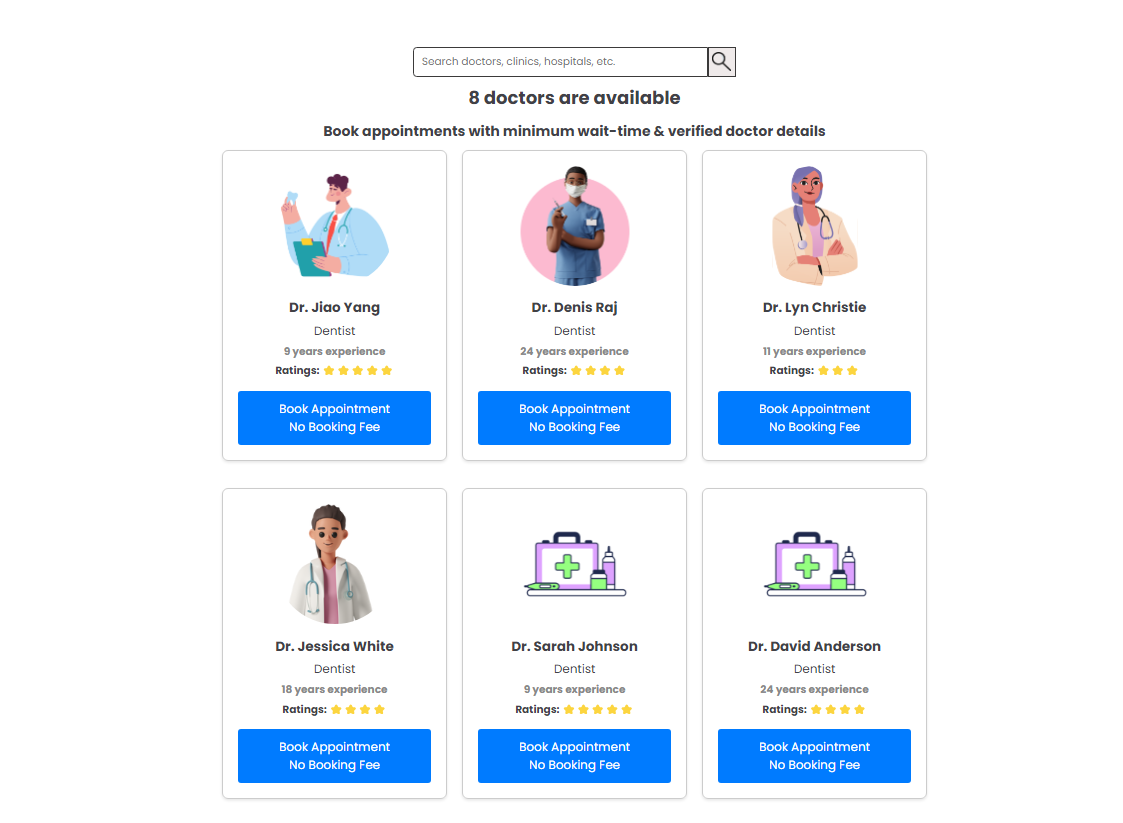 Search doctors, clinics, hospitals, etc.
8 doctors are available
Book appointments with minimum wait-time & verified doctor details
Dr. Jiao Yang
Dentist
9 years experience
Ratings:
Book Appointment
No Booking Fee
Dr. Denis Raj
Dentist
24 years experience
Ratings:
Book Appointment
No Booking Fee
Dr. Lyn Christie
Dentist
11 years experience
Ratings:
Book Appointment
No Booking Fee
Dr. Jessica White
Dentist
18 years experience
Ratings:
Book Appointment
No Booking Fee
Dr. Sarah Johnson
Dentist
9 years experience
Ratings:
Book Appointment
No Booking Fee
Dr. David Anderson
Dentist
24 years experience
Ratings:
Book Appointment
No Booking Fee